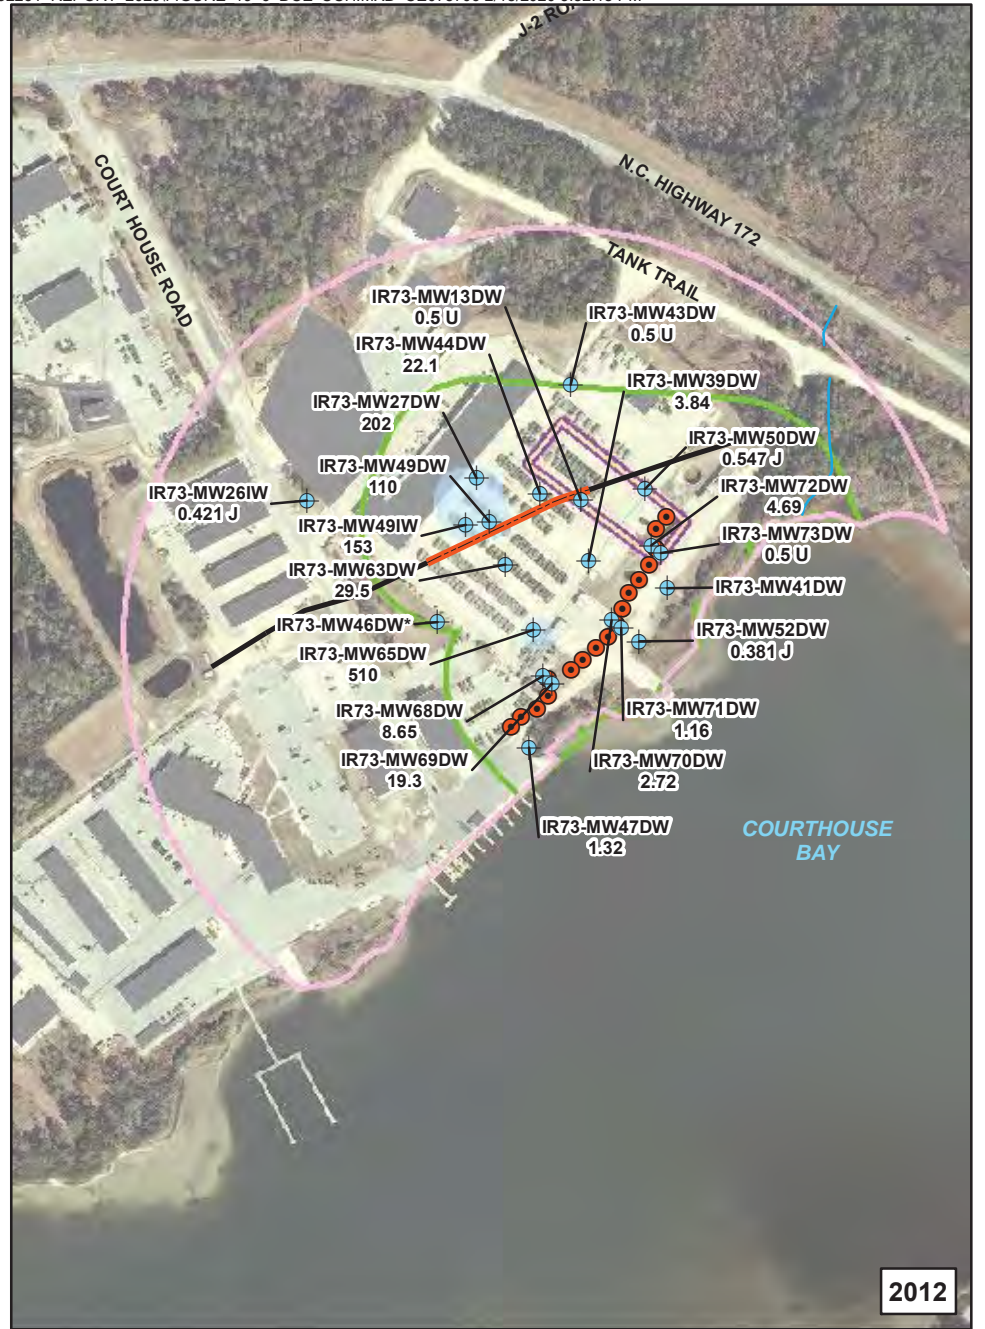 J-2 RO
COURT HOUSE ROAD
N.C. HIGHWAY 172
TANK TRAIL
IR73-MW13DW
0.5 U
IR73-MW43DW
0.5 U
IR73-MW44DW
22.1
IR73-MW39DW
3.84
IR73-MW27DW
202
IR73-MW50DW
0.547 J
IR73-MW49DW
110
IR73-MW72DW
4.69
IR73-MW26IW
0.421 J
IR73-MW49IW
153
IR73-MW73DW
0.5 U
IR73-MW63DW
29.5
IR73-MW41DW
IR73-MW46DW*
IR73-MW52DW
0.381 J
IR73-MW65DW
510
IR73-MW68DW
8.65
IR73-MW71DW
1.16
IR73-MW69DW
19.3
IR73-MW70DW
2.72
IR73-MW47DW
1.32
COURTHOUSE
BAY
2012